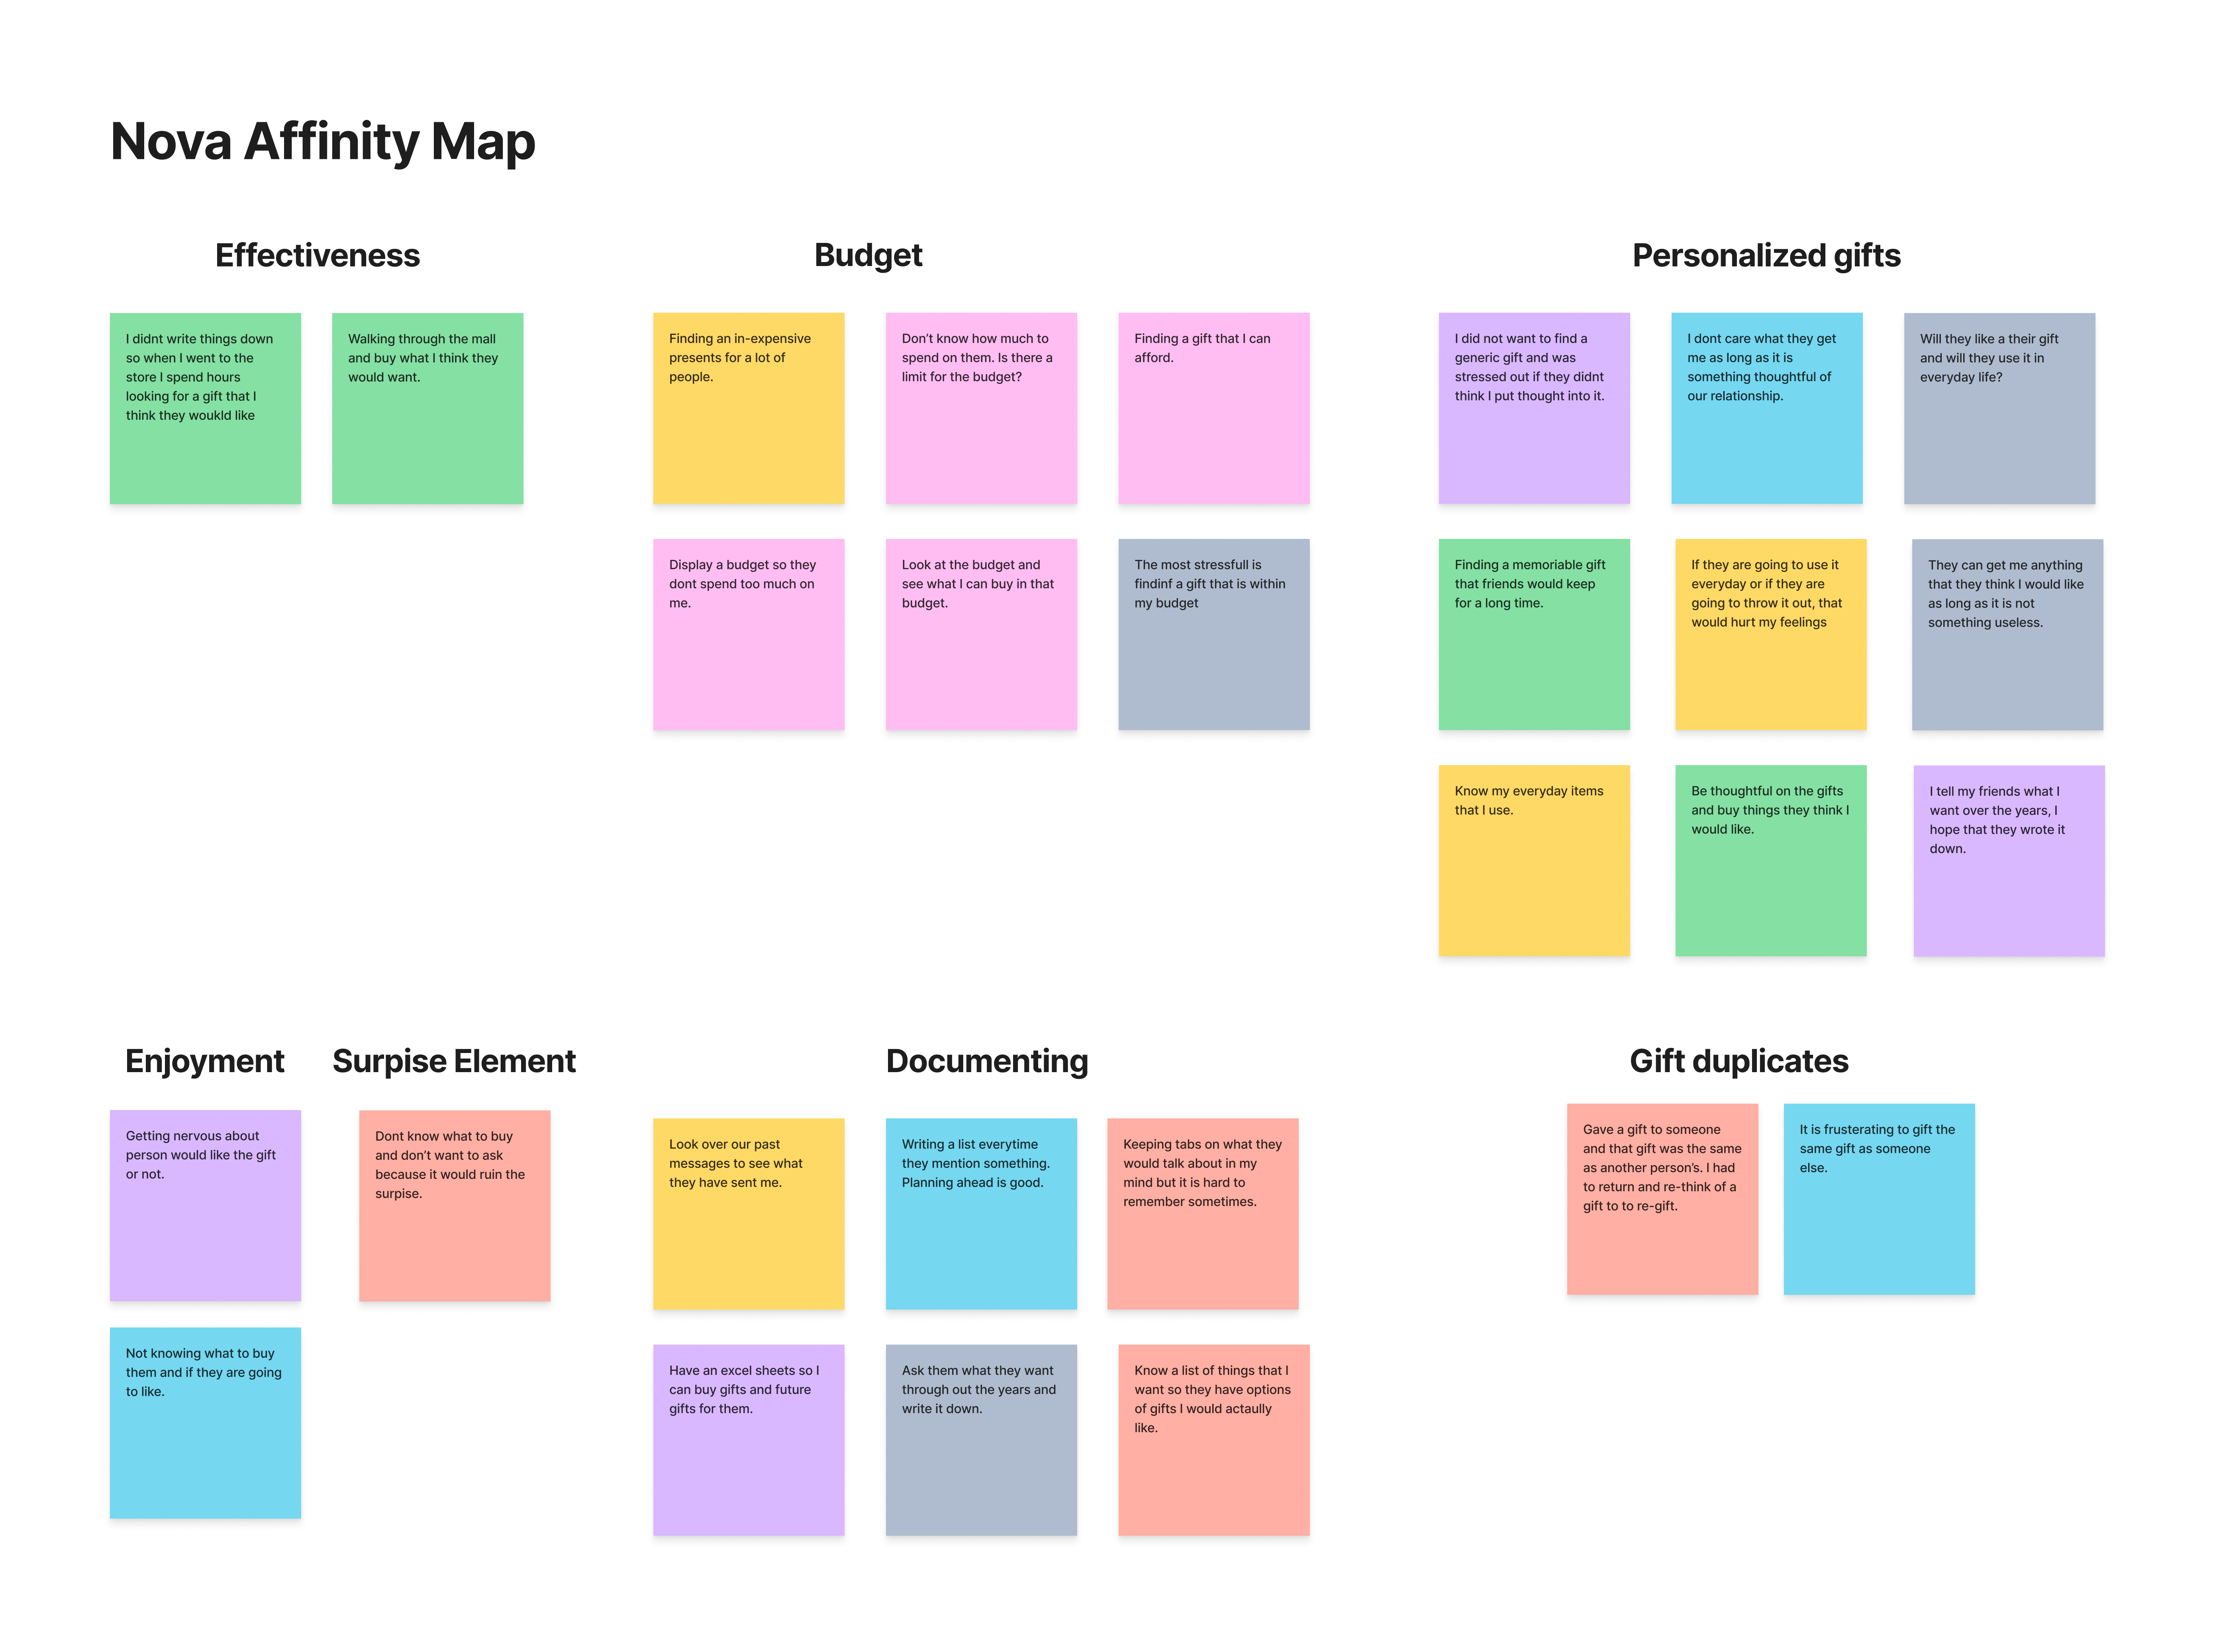 Nova Affinity Map
Effectiveness
I didnt write things down
so when I went to the
store I spend hours
looking for a gift that I
think they woukld like
Walking through the mall
and buy what I think they
would want.
Budget
Finding an in-expensive
presents for a lot of
people.
Don’t know how much to
spend on them. Is there a
limit for the budget?
Finding a gift that I can
afford.
Display a budget so they
dont spend too much on
me.
Look at the budget and
see what I can buy in that
budget.
The most stressfull is
findinf a gift that is within
my budget
Personalized gifts
I did not want to find a
generic gift and was
stressed out if they didnt
think I put thought into it.
I dont care what they get
me as long as it is
something thoughtful of
our relationship.
Will they like a their gift
and will they use it in
everyday life?
Finding a memoriable gift
that friends would keep
for a long time.
If they are going to use it
everyday or if they are
going to throw it out, that
would hurt my feelings
They can get me anything
that they think I would like
as long as it is not
something useless.
Know my everyday items
that I use.
Be thoughtful on the gifts
and buy things they think I
would like.
I tell my friends what I
want over the years, I
hope that they wrote it
down.
Enjoyment
Getting nervous about
person would like the gift
or not.
Not knowing what to buy
them and if they are going
to like.
Surpise Element
Dont know what to buy
and don’t want to ask
because it would ruin the
surpise.
Documenting
Look over our past
messages to see what
they have sent me.
Writing a list everytime
they mention something.
Planning ahead is good.
Keeping tabs on what they
would talk about in my
mind but it is hard to
remember sometimes.
Have an excel sheets so I
can buy gifts and future
gifts for them.
Ask them what they want
through out the years and
write it down.
Know a list of things that I
want so they have options
of gifts I would actaully
like.
Gift duplicates
Gave a gift to someone
and that gift was the same
as another person’s. I had
to return and re-think of a
gift to to re-gift.
It is frusterating to gift the
same gift as someone
else.